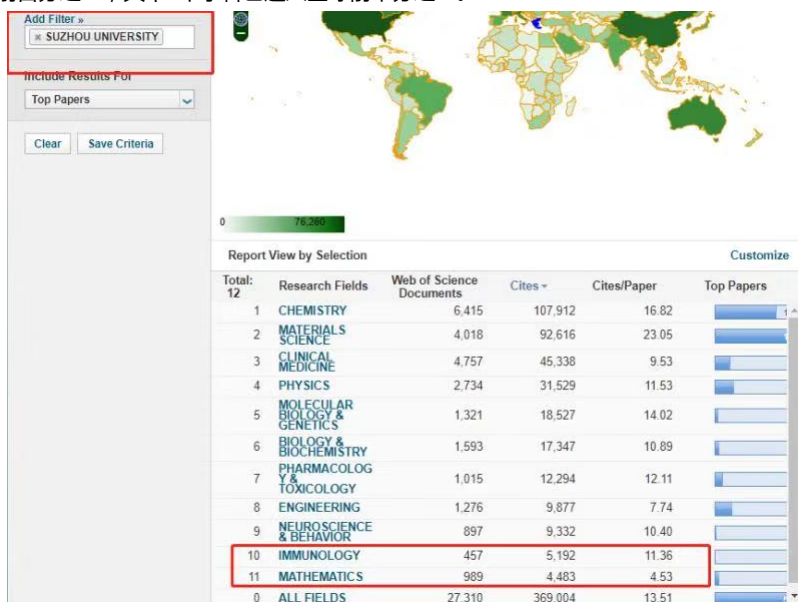 Add Filter »
× SUZHOU UNIVERSITY
Include Results For
Top Papers
Clear Save Criteria
0 76,260
Report View by Selection Customize
Total: 12 Research Fields Web of Science Documents Cites Cites/Paper Top Papers
1 CHEMISTRY 6,415 107,912 16.82
2 MATERIALS SCIENCE 4,018 92,616 23.05
3 CLINICAL MEDICINE 4,757 45,338 9.53
4 PHYSICS 2,734 31,529 11.53
5 MOLECULAR BIOLOGY & GENETICS 1,321 18,527 14.02
6 BIOLOGY & BIOCHEMISTRY 1,593 17,347 10.89
7 PHARMACOLOGY & TOXICOLOGY 1,015 12,294 12.11
8 ENGINEERING 1,276 9,877 7.74
9 NEUROSCIENCE & BEHAVIOR 897 9,332 10.40
10 IMMUNOLOGY 457 5,192 11.36
11 MATHEMATICS 989 4,483 4.53
0 ALL FIELDS 27,310 369,004 13.51